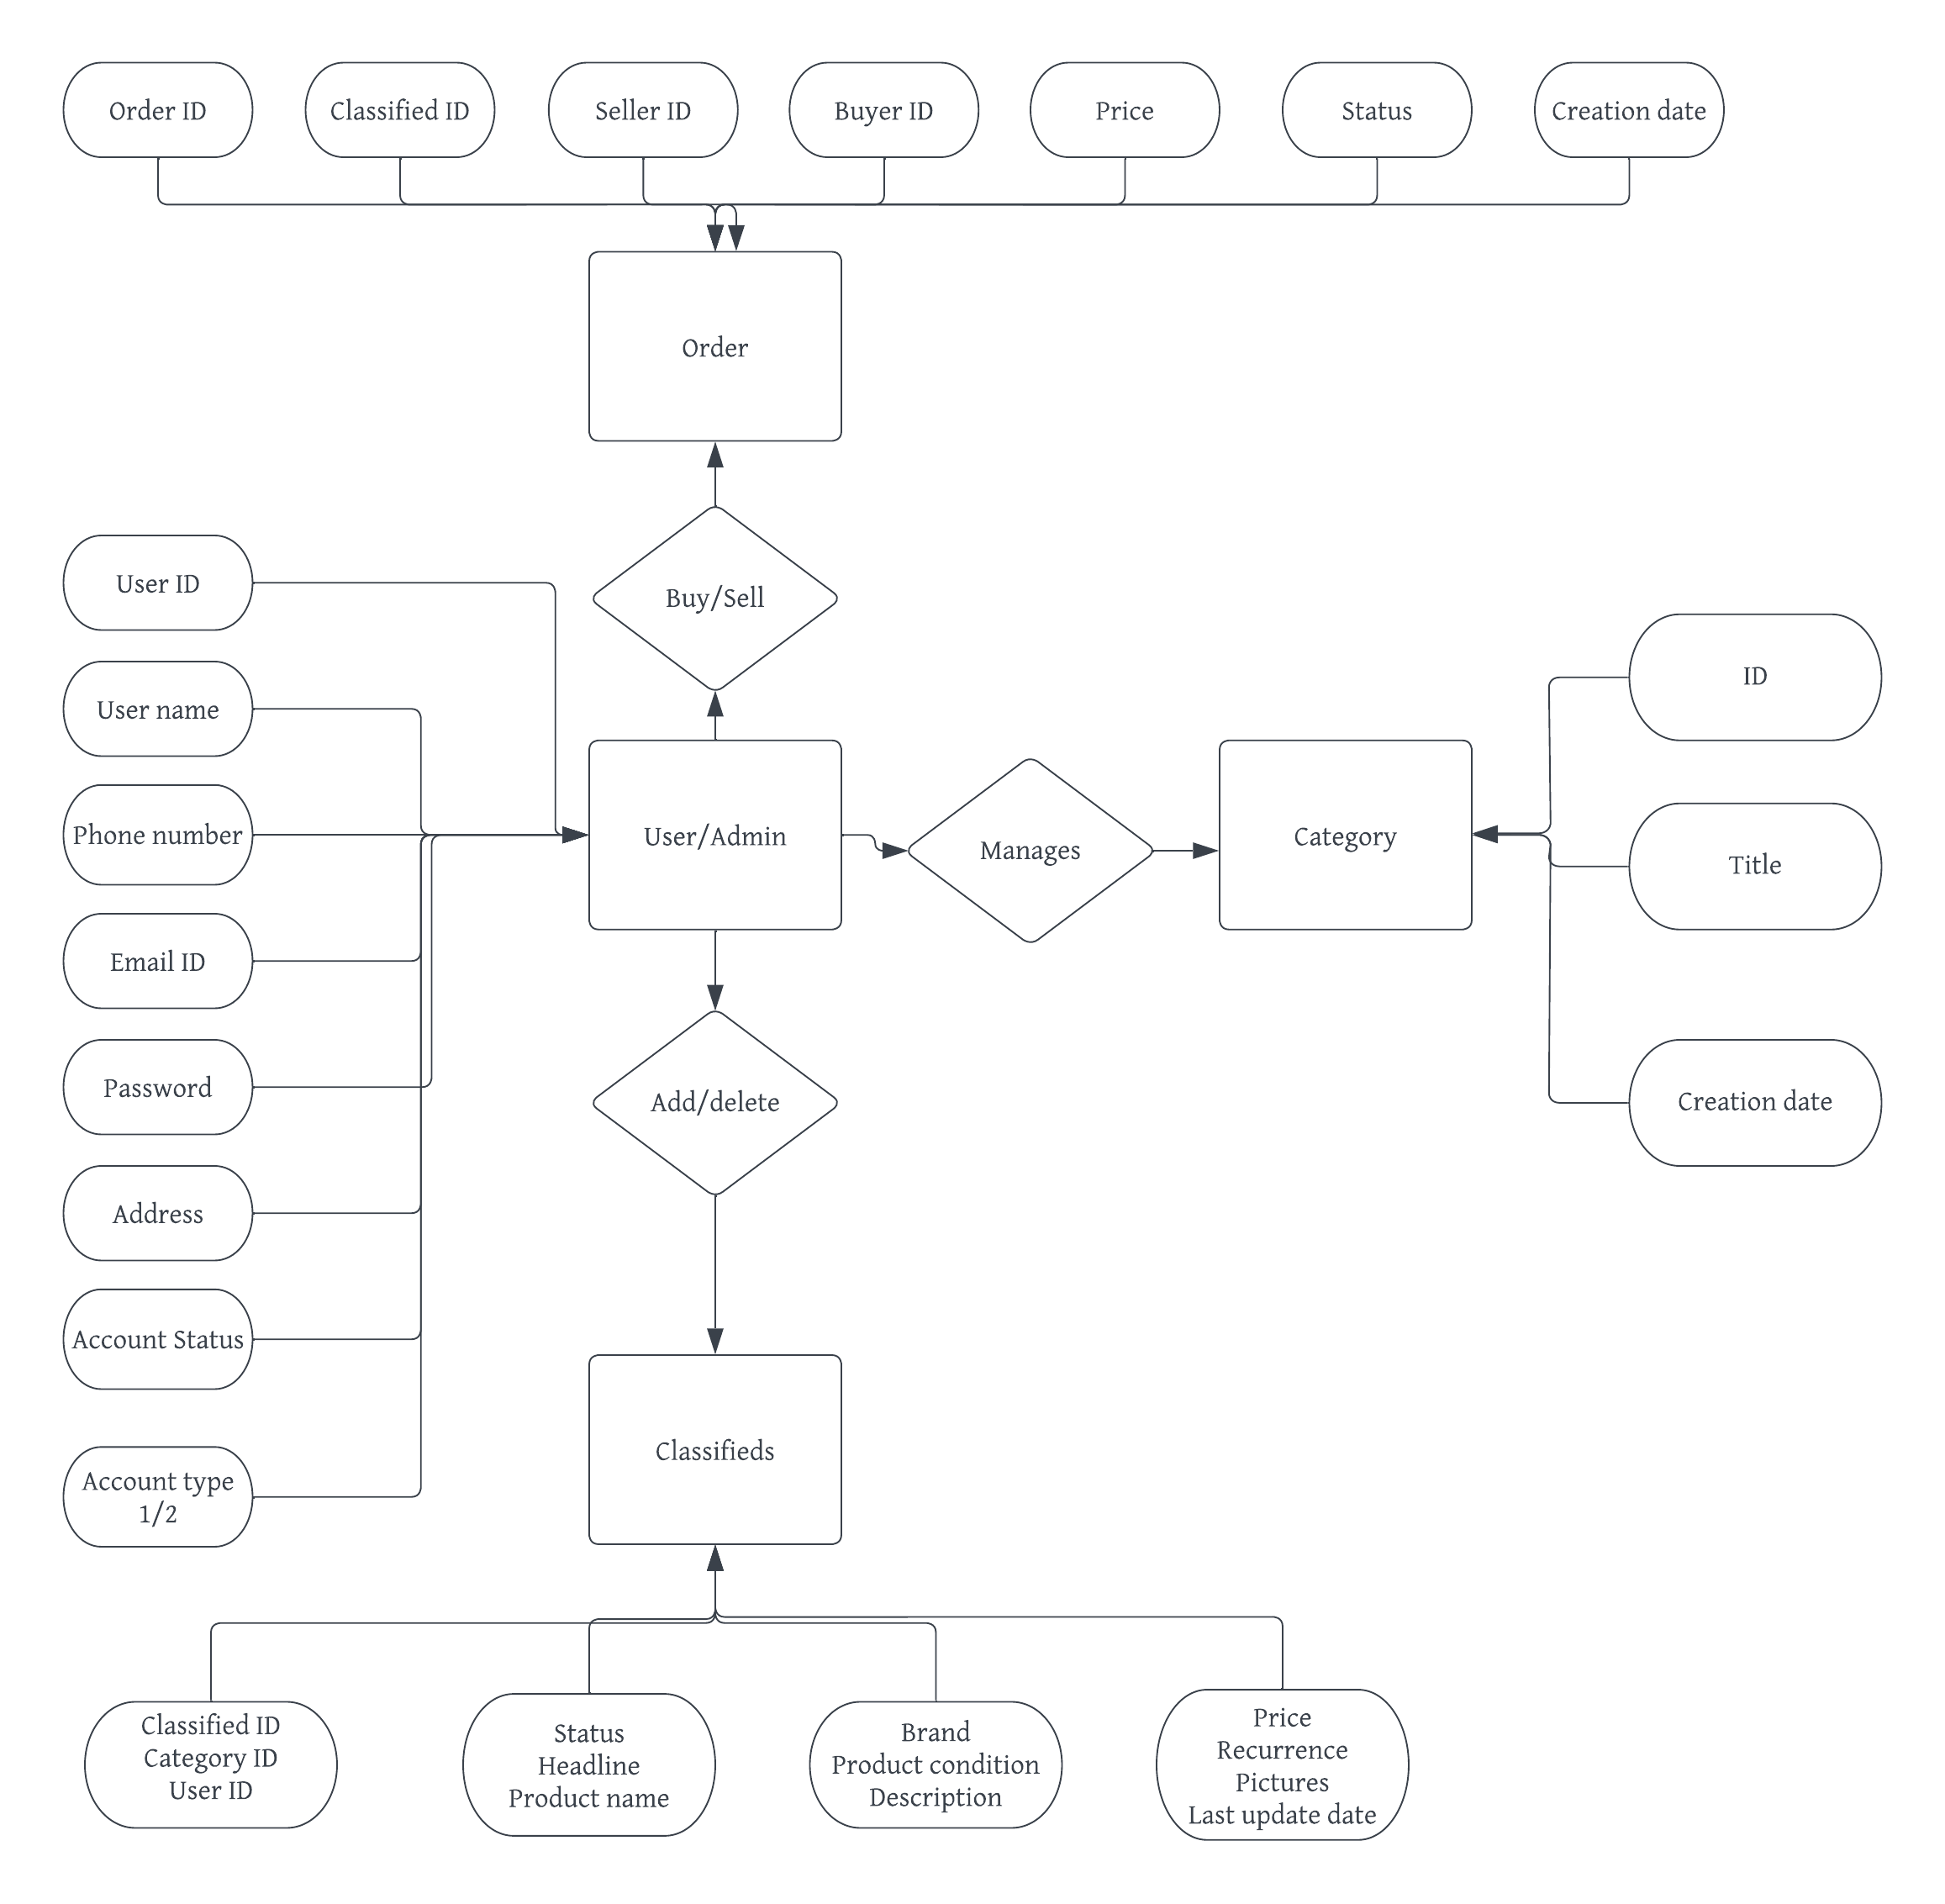 Order ID
Classified ID
Seller ID
Buyer ID
Price
Status
Creation date
Order
Buy/Sell
User ID
User name
Phone number
Email ID
Password
Address
Account Status
Account type
1/2
User/Admin
Manages
Category
ID
Title
Creation date
Add/delete
Classifieds
Classified ID
Category ID
User ID
Status
Headline
Product name
Brand
Product condition
Description
Price
Recurrence
Pictures
Last update date